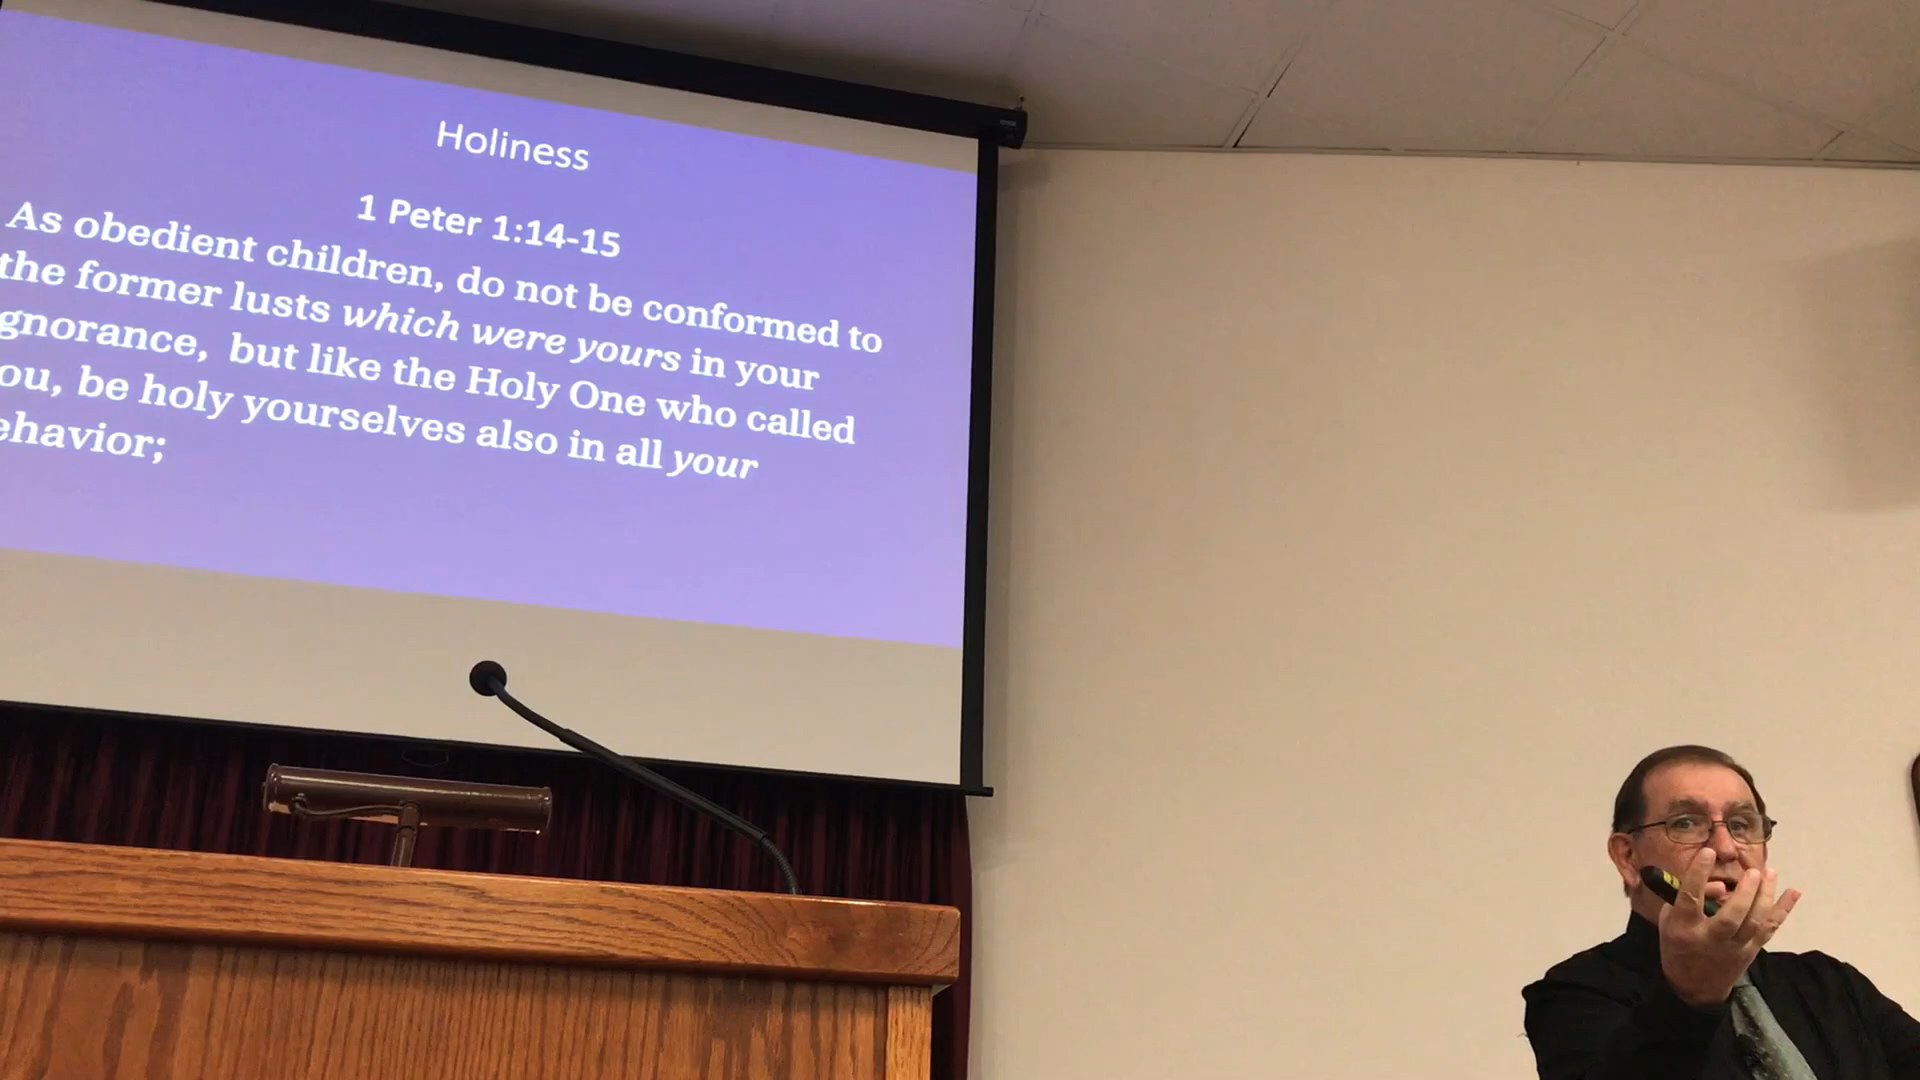 Holiness
1 Peter 1:14-15
As obedient children, do not be conformed to
the former lusts which were yours in your
gnorance, but like the Holy One who called
ou, be holy yourselves also in all your
ehavior;